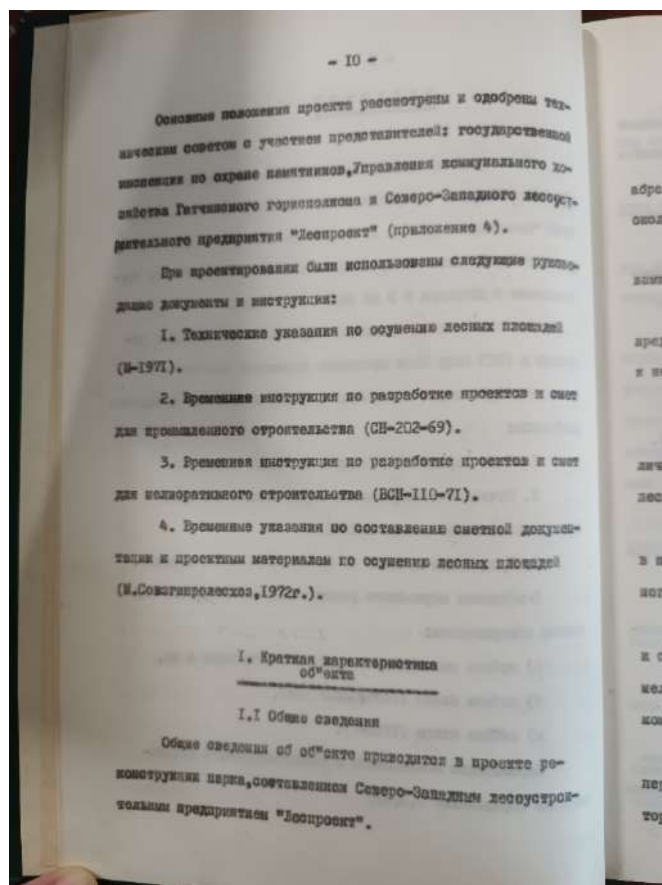 - 10 -
Основные положения проекта рассмотрены и одобрены тех-
ническим советом с участием представителей: государственной
инспекции по охране памятников,Управления коммунального хо-
зяйства Гатчинского горисполкома и Северо-Западного лесоуст-
роительного предприятия "Леспроект" (приложение 4).
При проектировании были использованы следующие руково-
дящие документы и инструкции:
I. Технические указания по осушению лесных площадей
(М-1971).
2. Временная инструкция по разработке проектов и смет
для промышленного строительства (СН-202-69).
3. Временная инструкция по разработке проектов и смет
для мелиоративного строительства (ВСН-110-71).
4. Временные указания по составлению сметной докумен-
тации к проектным материалам по осушению лесных площадей
(М.Союзгипролесхоз,1972г.).
I. Краткая характеристика
об"екта
I.I Общие сведения
Общие сведения об об"екте приводятся в проекте ре-
конструкции парка,составленном Северо-Западным лесоустрои-
тельным предприятием "Леспроект".